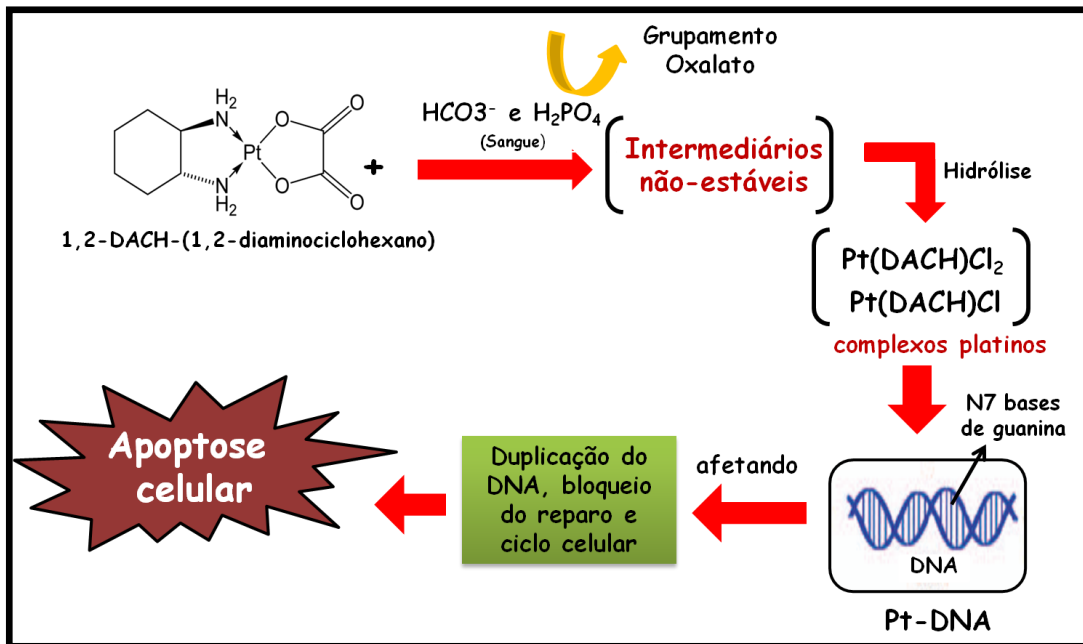 Grupamento
Oxalato
HCO3⁻ e H₂PO₄
(Sangue)
H₂
N
Pt
N
H₂
O
O
O
O
+
1,2-DACH-(1,2-diaminociclohexano)
Intermediários
não-estáveis
Hidrólise
Pt(DACH)Cl₂
Pt(DACH)Cl
complexos platinos
N7 bases
de guanina
DNA
Pt-DNA
afetando
Duplicação do
DNA, bloqueio
do reparo e
ciclo celular
Apoptose
celular